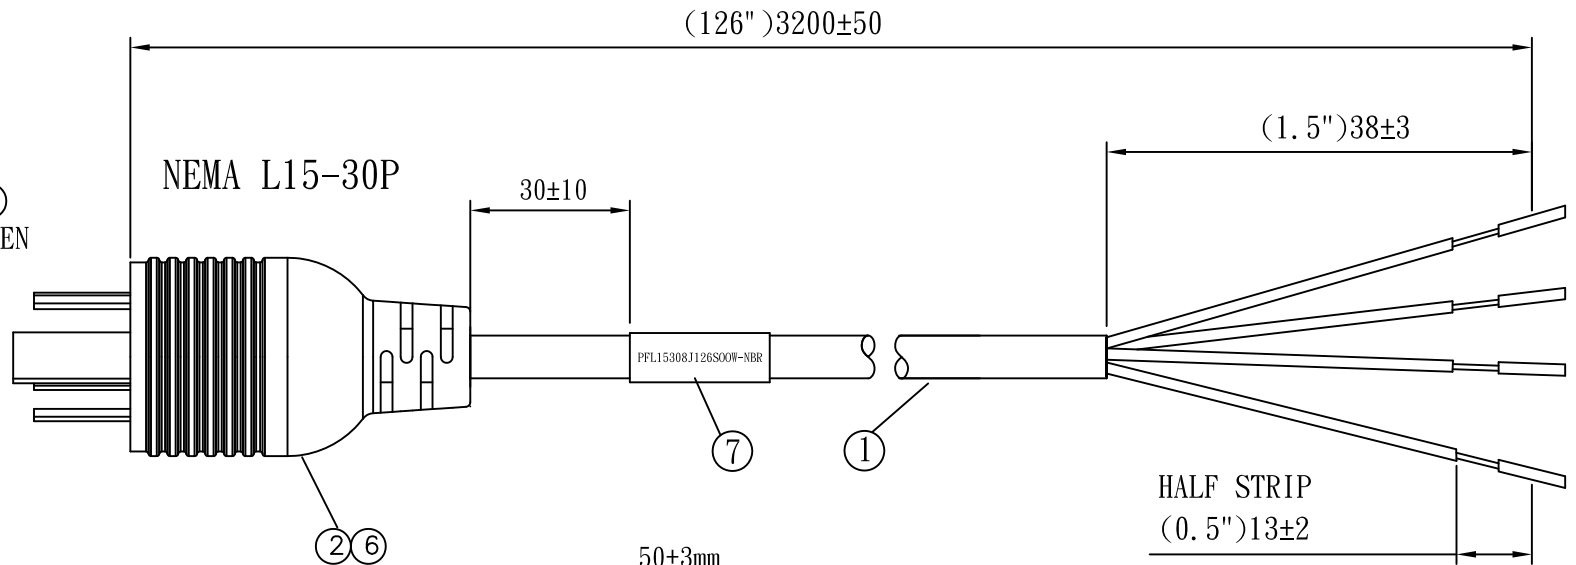 (126")3200±50
(1.5")38±3
NEMA L15-30P
30±10
EN
PFL15308J126SOOW-NBR
7
1
HALF STRIP
(0.5")13±2
2 6
50±3mm